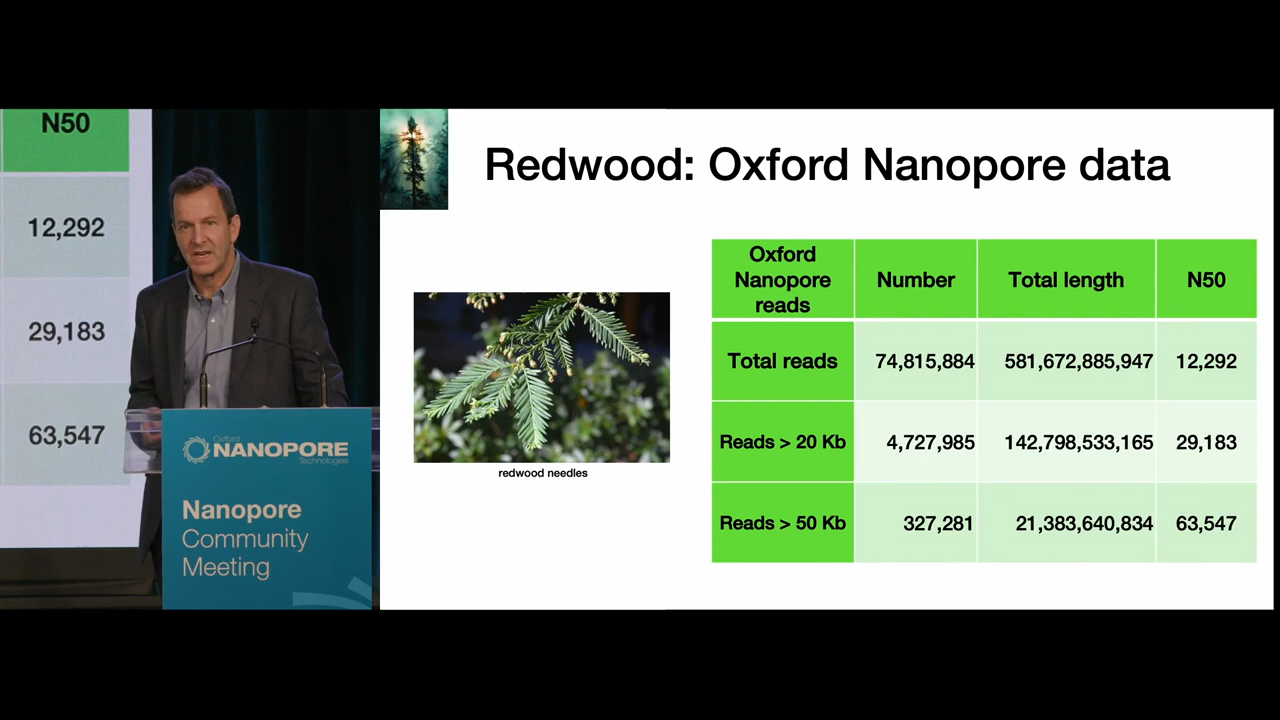 N50
12,292
29,183
63,547
Oxford
NANOPORE
Technologies
Nanopore
Community
Meeting
Redwood: Oxford Nanopore data
redwood needles
Oxford Nanopore reads Number Total length N50
Total reads 74,815,884 581,672,885,947 12,292
Reads > 20 Kb 4,727,985 142,798,533,165 29,183
Reads > 50 Kb 327,281 21,383,640,834 63,547